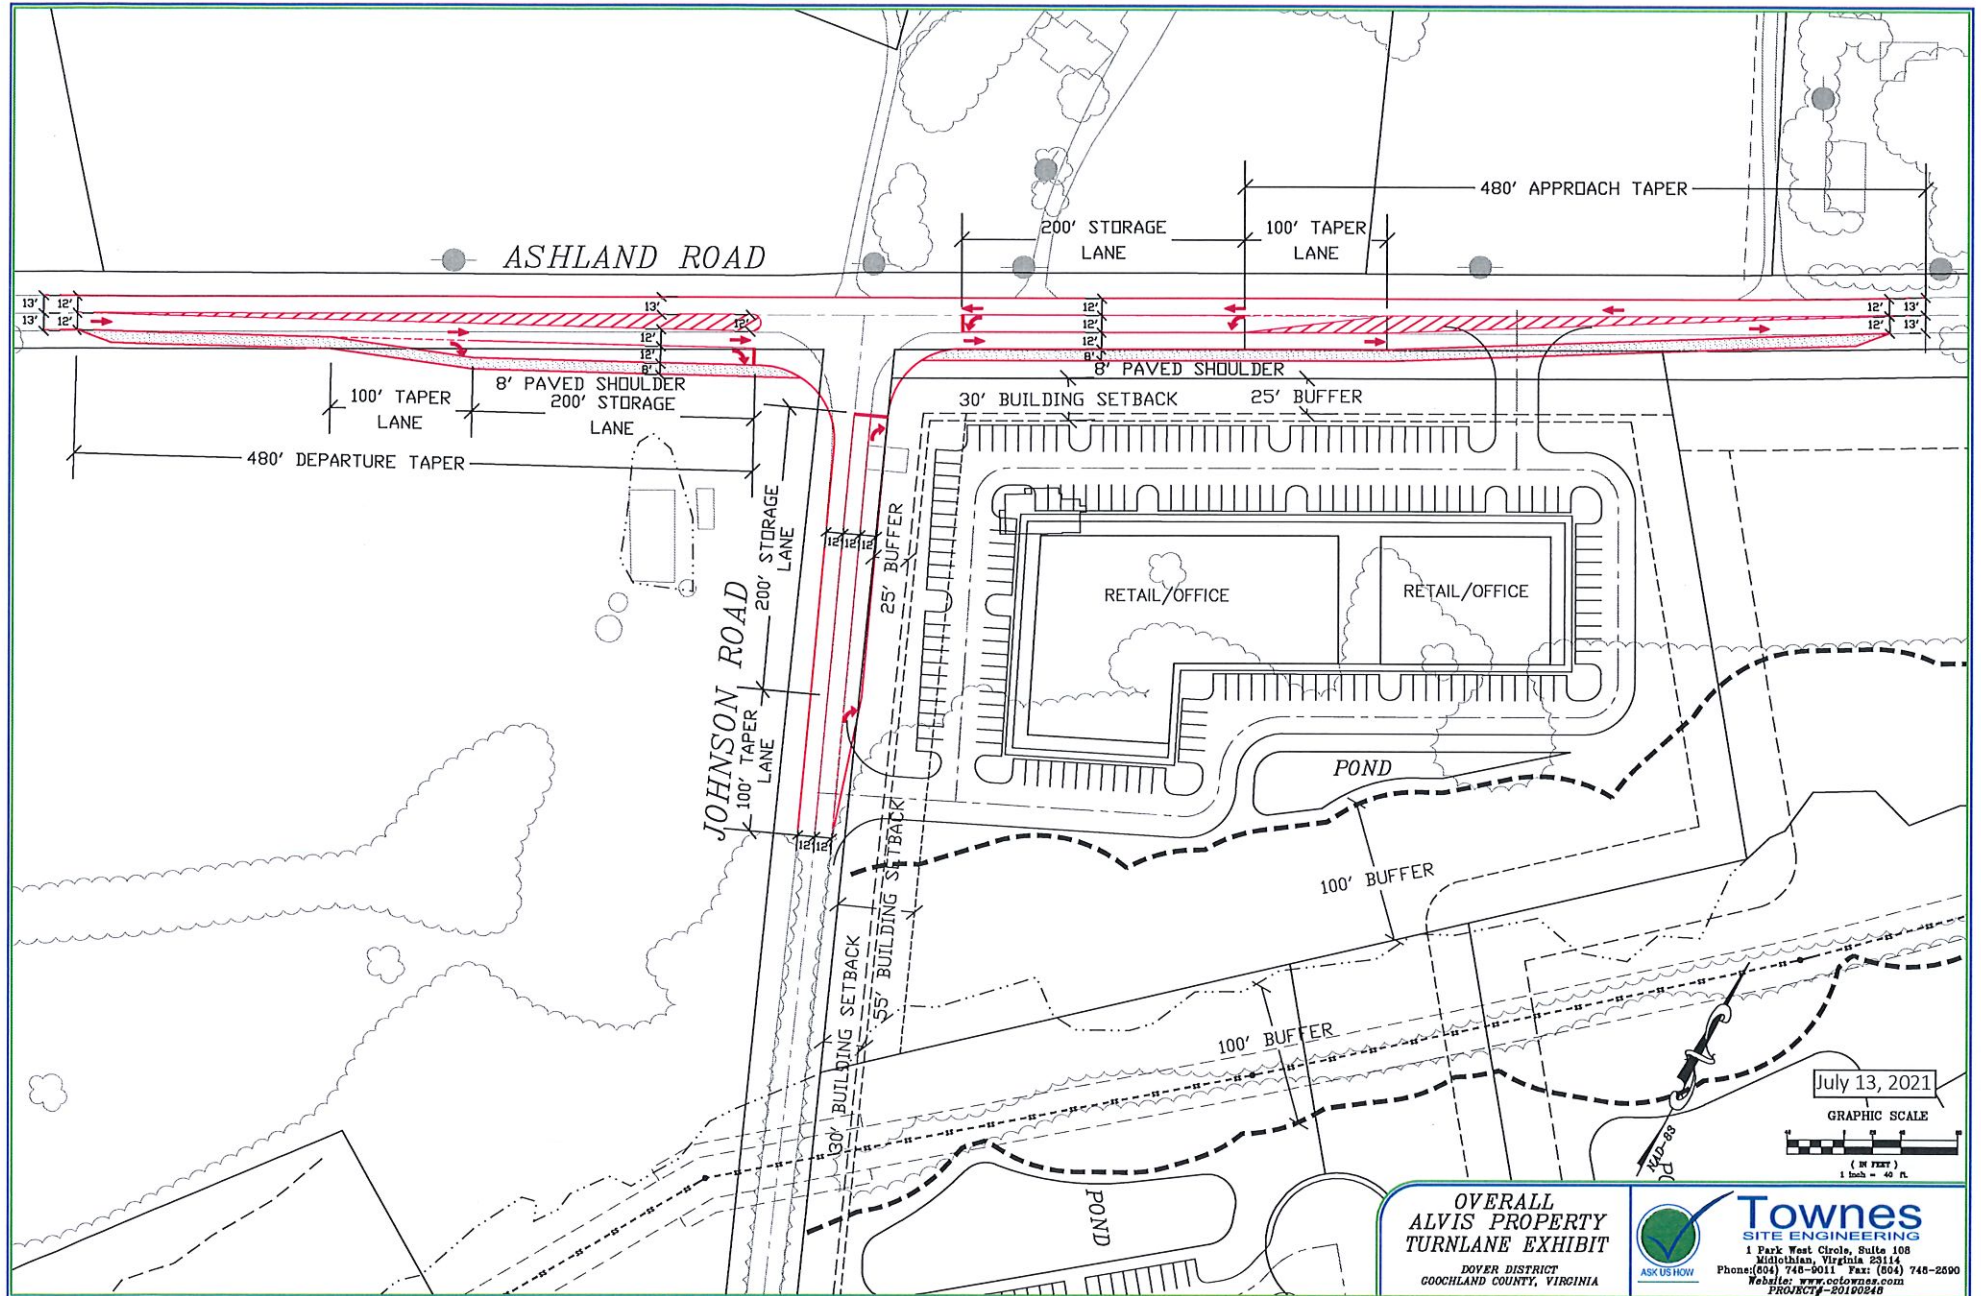 480' APPROACH TAPER
200' STORAGE
LANE
100' TAPER
LANE
ASHLAND ROAD
13'
12'
13'
12'
13'
12'
12'
12'
8'
12'
12'
12'
8'
12'
13'
12'
13'
8' PAVED SHOULDER
8' PAVED SHOULDER
100' TAPER
LANE
200' STORAGE
LANE
480' DEPARTURE TAPER
30' BUILDING SETBACK
25' BUFFER
200' STORAGE
LANE
12'
12'
12'
25' BUFFER
JOHNSON ROAD
100' TAPER
LANE
12'
12'
RETAIL/OFFICE
RETAIL/OFFICE
POND
55' BUILDING SETBACK
30' BUILDING SETBACK
100' BUFFER
100' BUFFER
POND
NAD-83
July 13, 2021
GRAPHIC SCALE
( IN FEET )
1 inch = 40 ft.
OVERALL
ALVIS PROPERTY
TURNLANE EXHIBIT
DOVER DISTRICT
GOOCHLAND COUNTY, VIRGINIA
ASK US HOW
Townes
SITE ENGINEERING
1 Park West Circle, Suite 108
Midlothian, Virginia 23114
Phone:(804) 748-9011 Fax: (804) 748-2590
Website: www.cctownes.com
PROJECT#-20190248